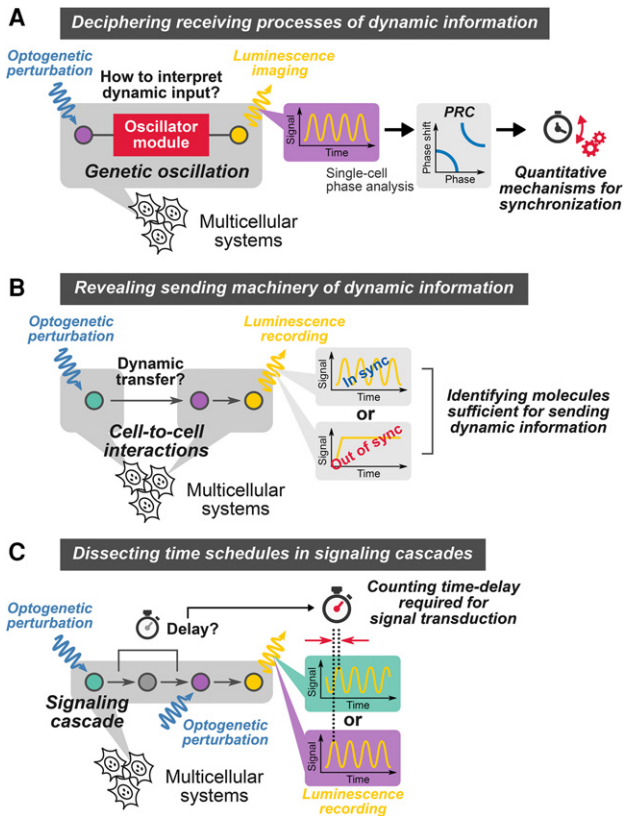 A
Deciphering receiving processes of dynamic information
Optogenetic
perturbation
How to interpret
dynamic input?
Luminescence
imaging
Oscillator
module
Genetic oscillation
Multicellular
systems
Signal
Time
Single-cell
phase analysis
PRC
Phase shift
Phase
Quantitative
mechanisms for
synchronization
B
Revealing sending machinery of dynamic information
Optogenetic
perturbation
Dynamic
transfer?
Luminescence
recording
Cell-to-cell
interactions
Multicellular
systems
Signal
In sync
Time
or
Signal
Out of sync
Time
Identifying molecules
sufficient for sending
dynamic information
C
Dissecting time schedules in signaling cascades
Optogenetic
perturbation
Delay?
Counting time-delay
required for
signal transduction
Signaling
cascade
Optogenetic
perturbation
Multicellular
systems
Signal
Time
or
Signal
Time
Luminescence
recording